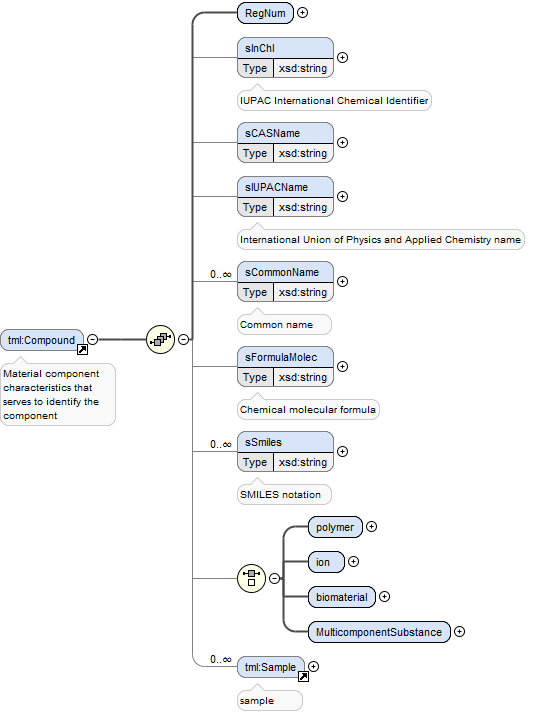 RegNum
sInChI
Type xsd:string
IUPAC International Chemical Identifier
sCASName
Type xsd:string
sIUPACName
Type xsd:string
International Union of Physics and Applied Chemistry name
0..∞
sCommonName
Type xsd:string
Common name
tml:Compound
Material component
characteristics that
serves to identify the
component
sFormulaMolec
Type xsd:string
Chemical molecular formula
0..∞
sSmiles
Type xsd:string
SMILES notation
polymer
ion
biomaterial
MulticomponentSubstance
0..∞
tml:Sample
sample